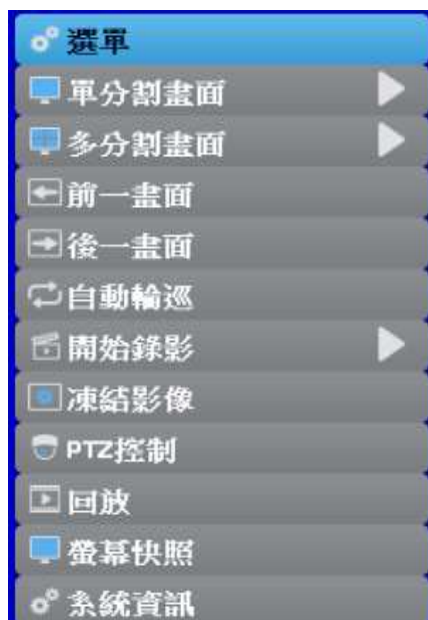 選單
單分割畫面
多分割畫面
前一畫面
後一畫面
自動輪巡
開始錄影
凍結影像
PTZ控制
回放
螢幕快照
系統資訊